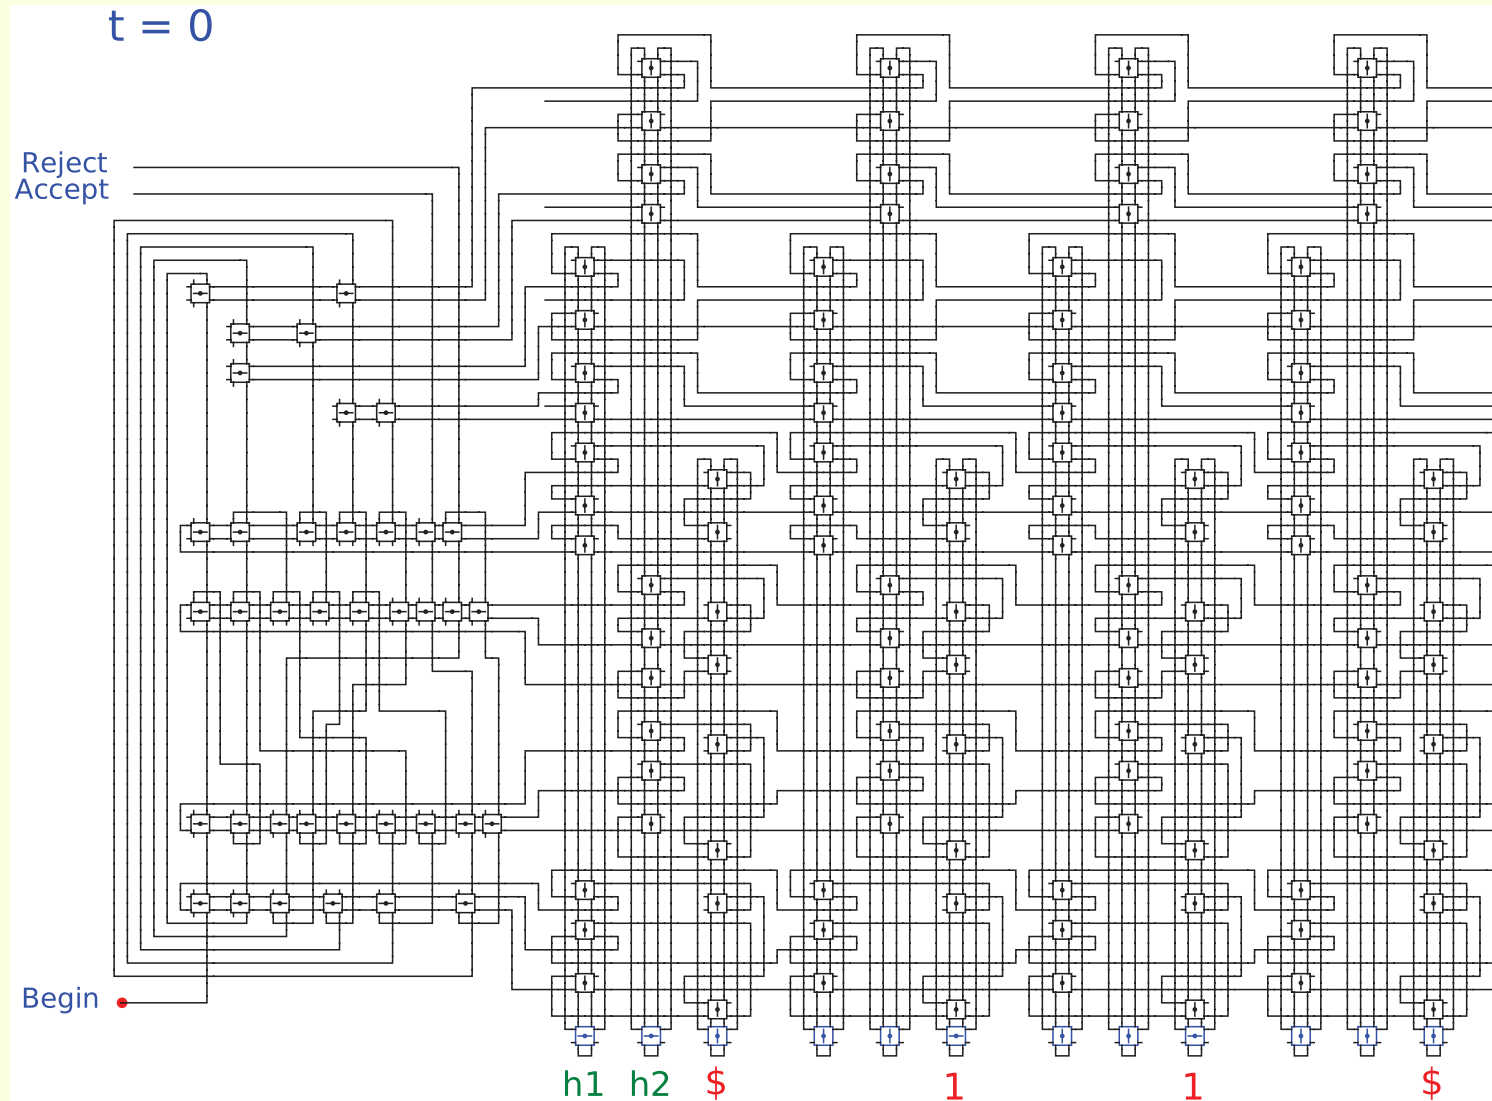 t = 0
Reject
Accept
Begin
h1 h2 $ 1 1 $